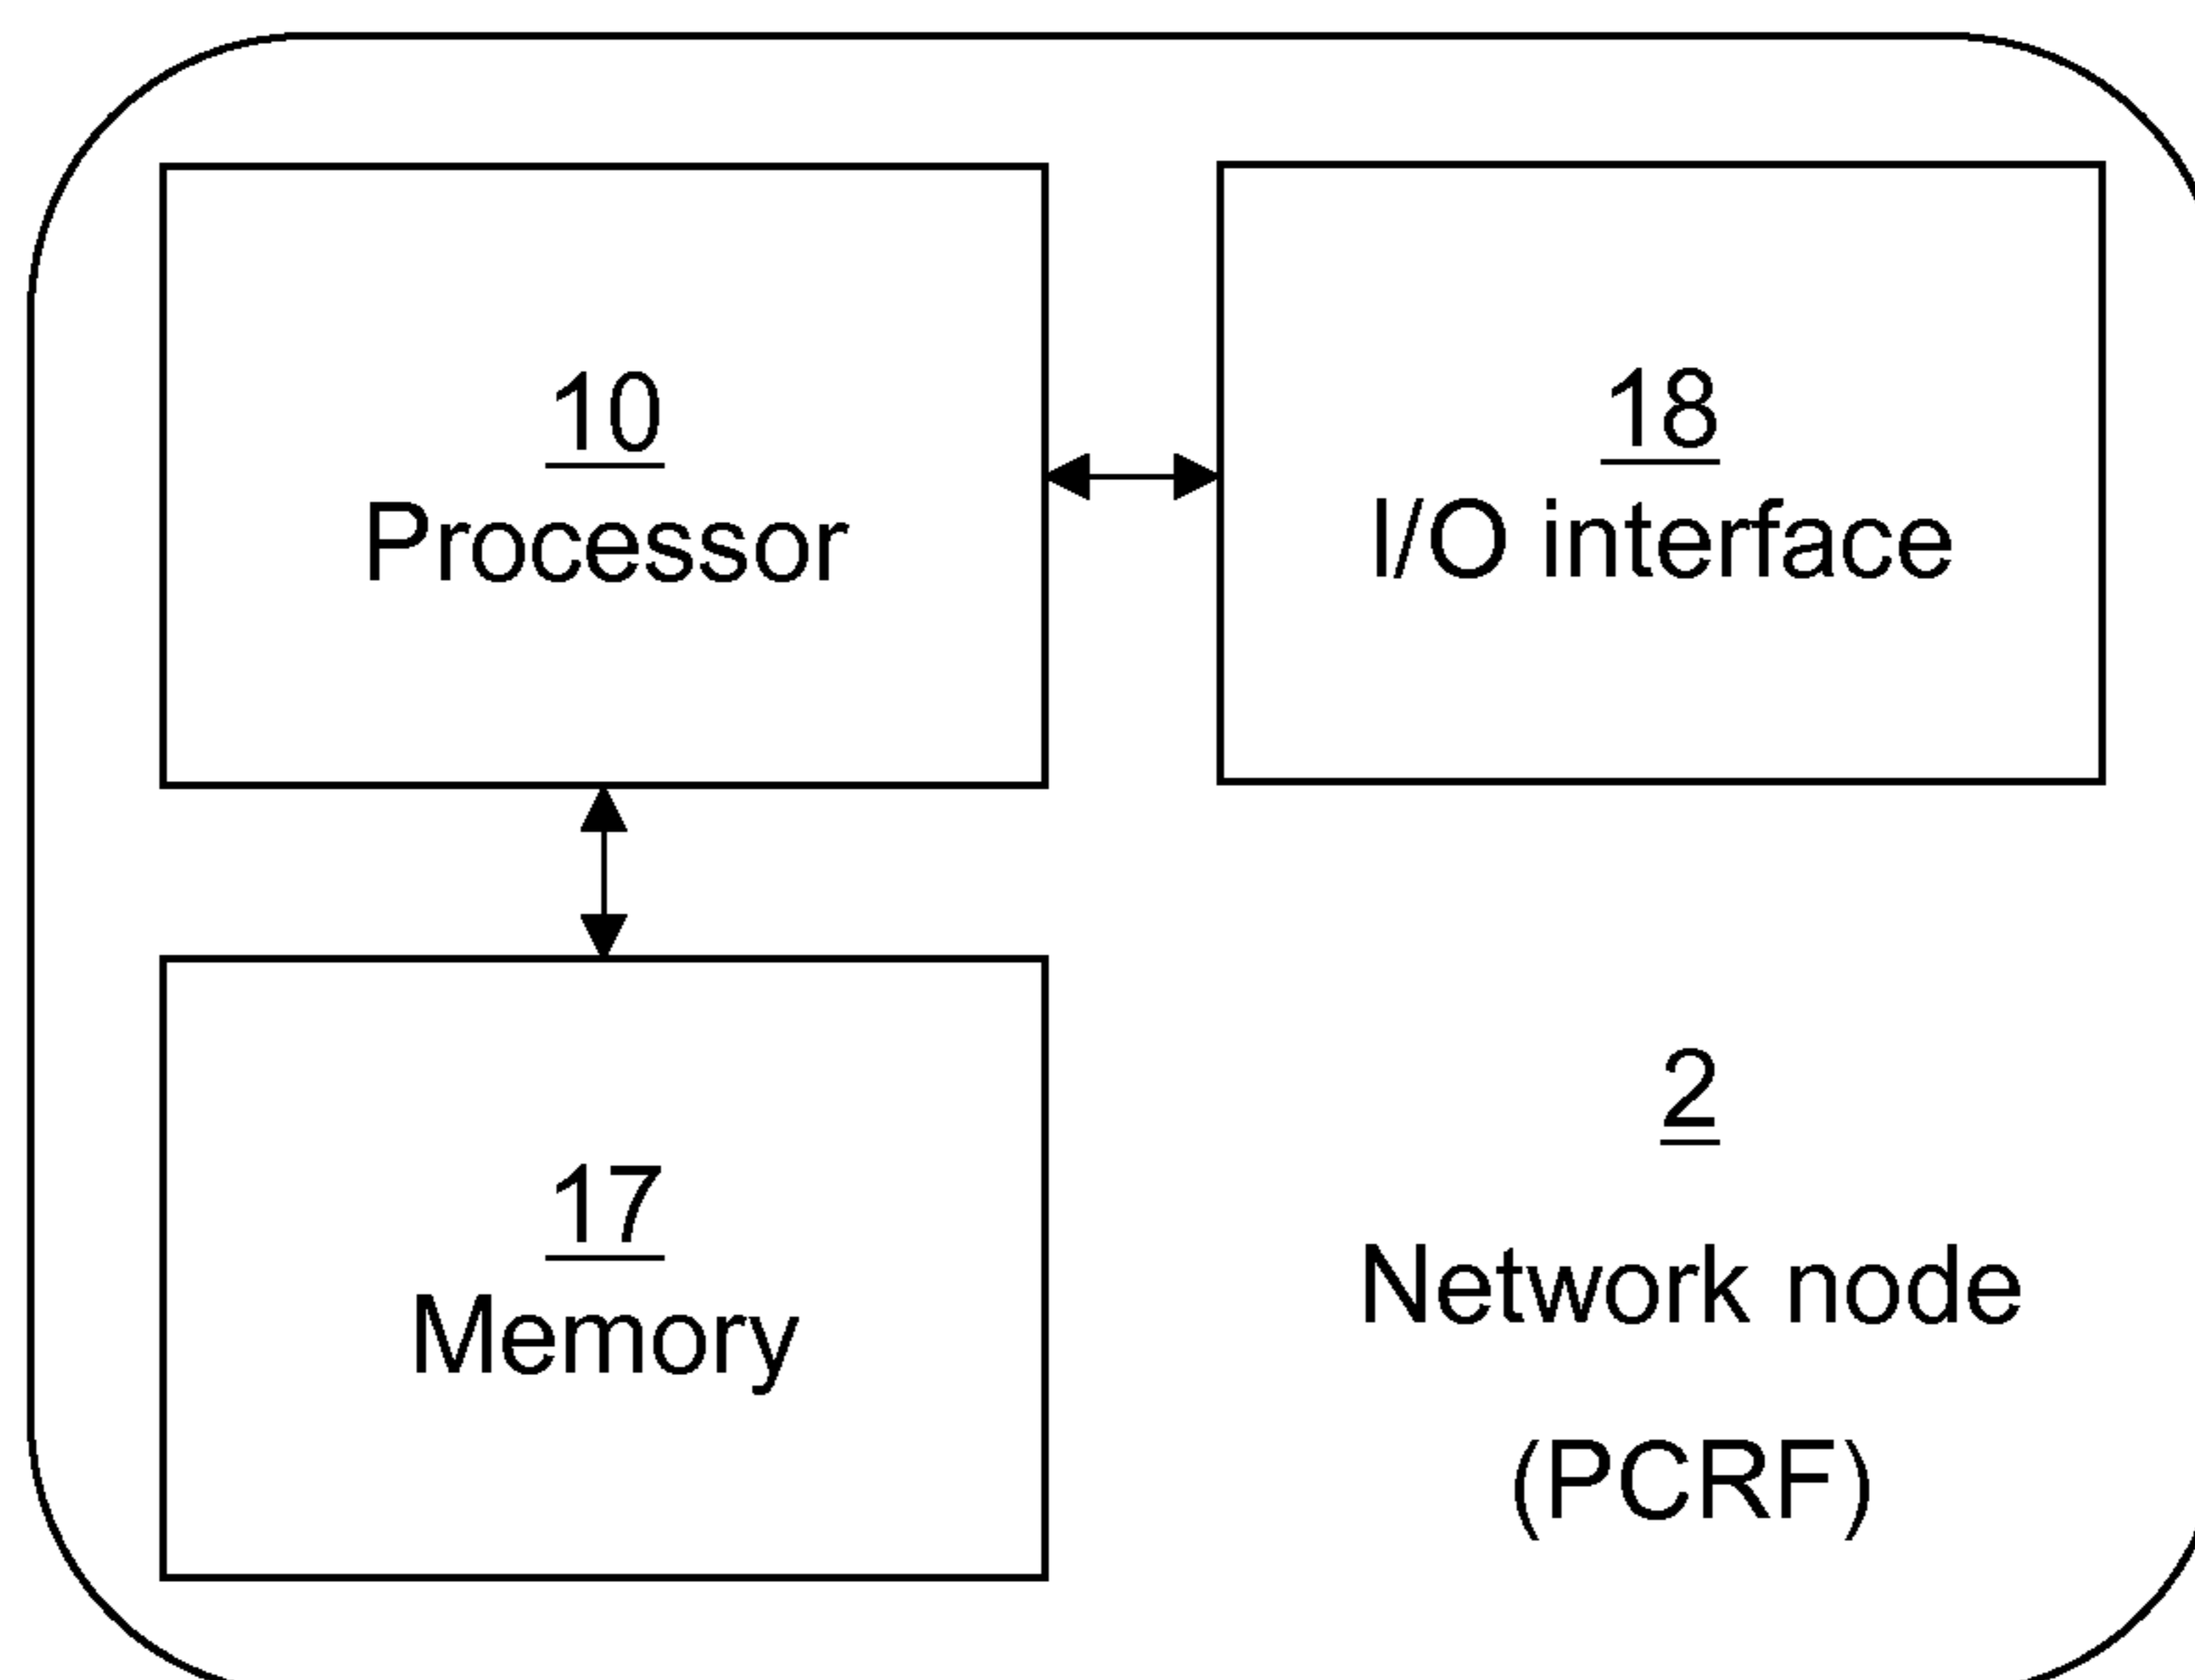 10
Processor
18
I/O interface
17
Memory
2
Network node
(PCRF)